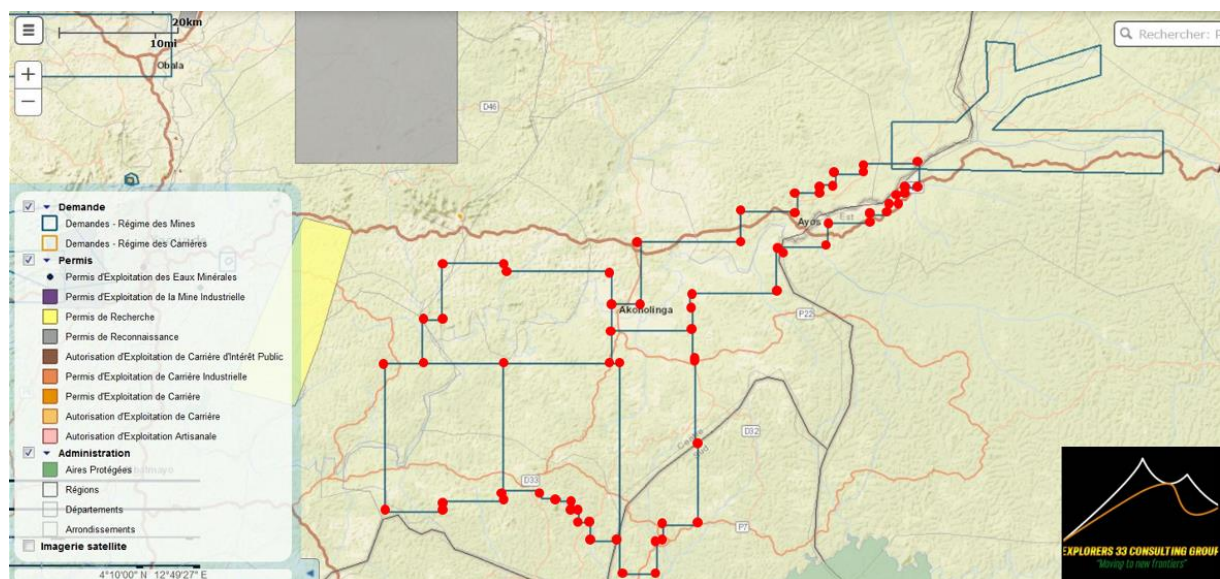 20km
10mi
Obala
Rechercher: P
D46
Demande
Demandes - Régime des Mines
Demandes - Régime des Carrières
Permis
Permis d'Exploitation des Eaux Minérales
Permis d'Exploitation de la Mine Industrielle
Permis de Recherche
Permis de Reconnaissance
Autorisation d'Exploitation de Carrière d'Intérêt Public
Permis d'Exploitation de Carrière Industrielle
Permis d'Exploitation de Carrière
Autorisation d'Exploitation de Carrière
Autorisation d'Exploitation Artisanale
Administration
Aires Protégées
Régions
Départements
Arrondissements
Imagerie satellite
4°10'00" N 12°49'27" E
Ayos
Est
Akonolinga
P22
Centre
Sud
D32
D33
P7
EXPLORERS 33 CONSULTING GROUP
"Moving to new frontiers"